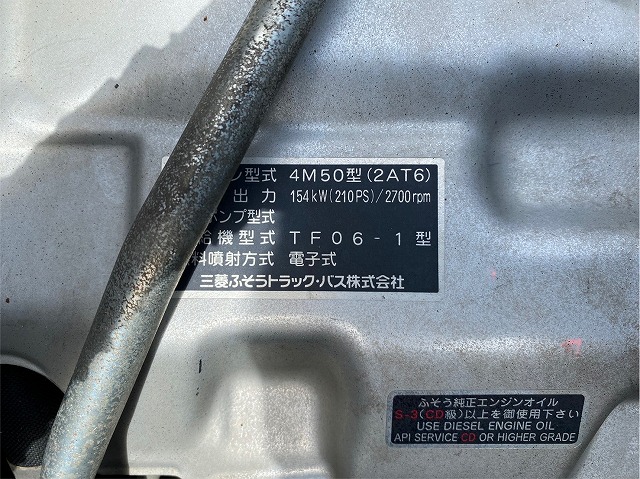 ン型式 4M50型(2AT6)
出力 154kW(210PS)/2700rpm
ンプ型式
給機型式 TF06-1型
料噴射方式 電子式
三菱ふそうトラック・バス株式会社
ふそう純正エンジンオイル
S-3(CD級)以上を御使用下さい
USE DIESEL ENGINE OIL
API SERVICE CD OR HIGHER GRADE